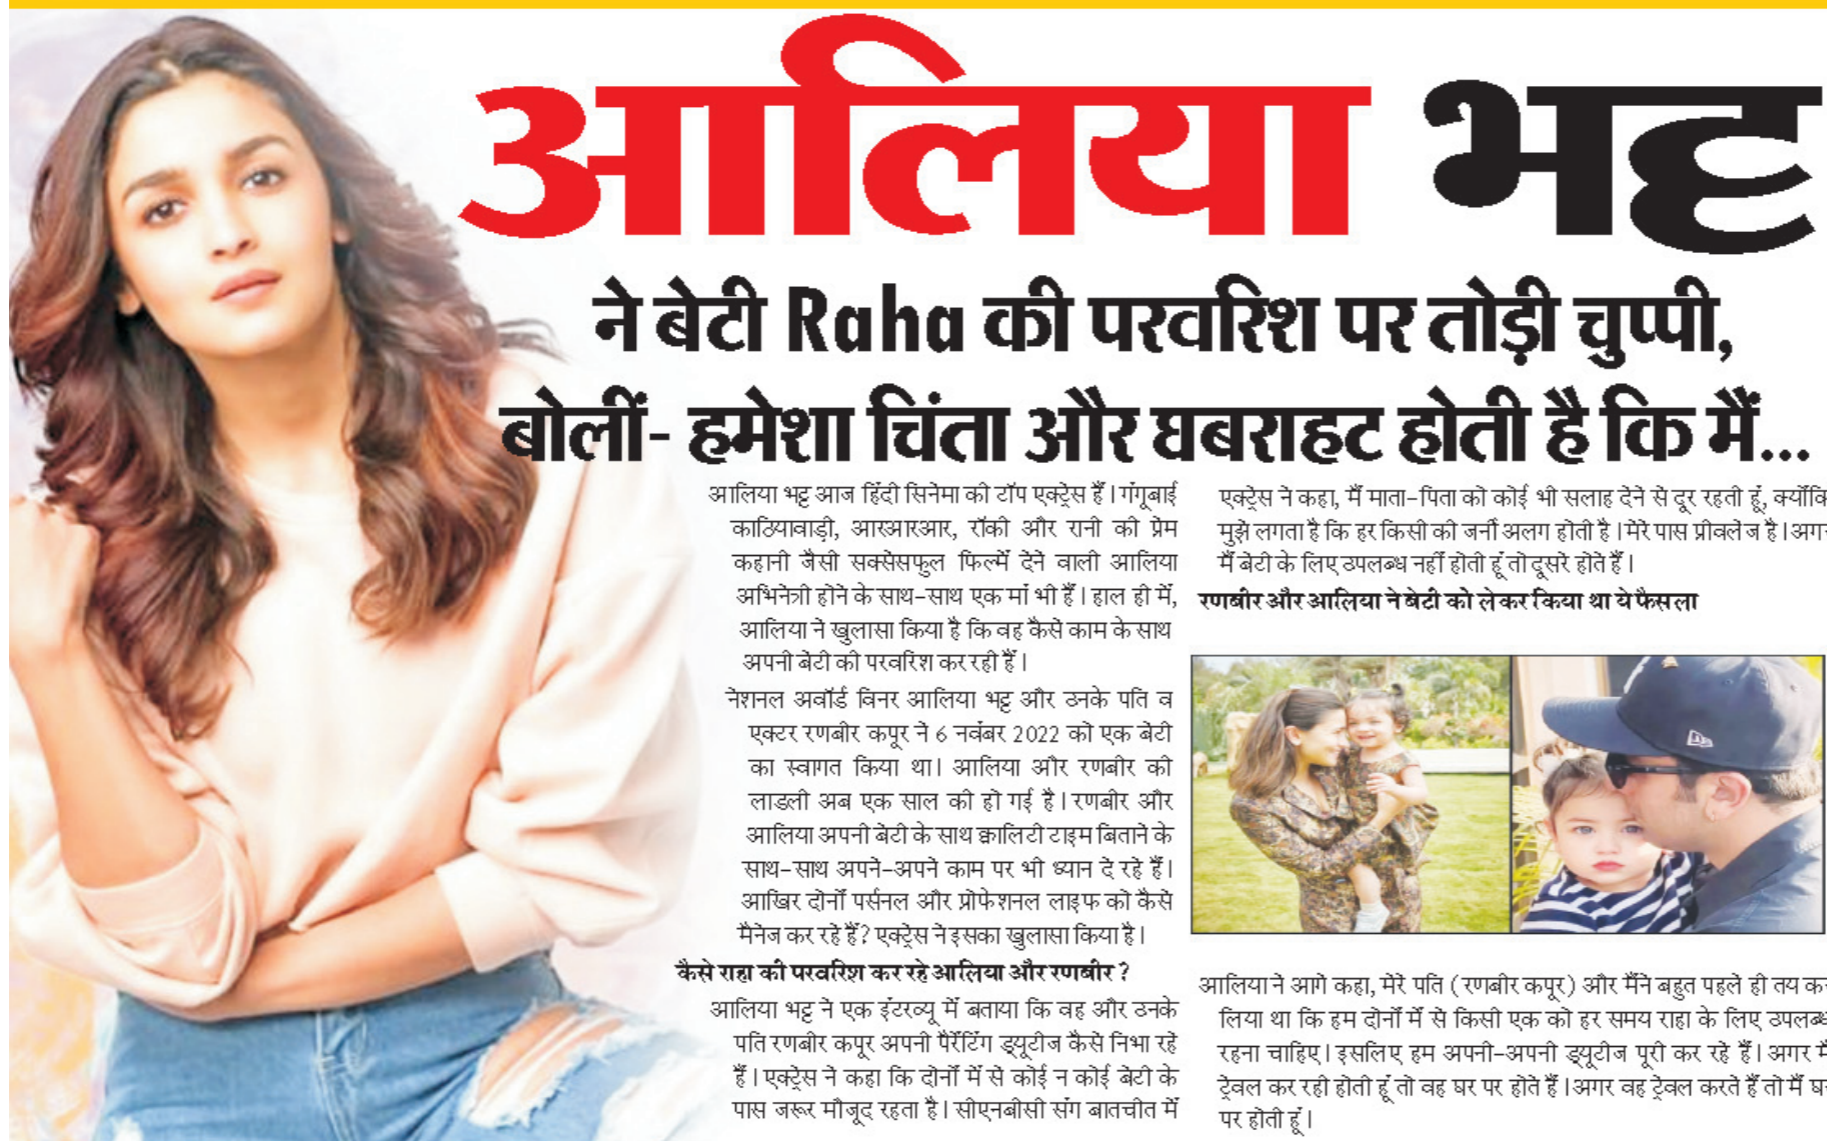 आलिया भट्ट
ने बेटी Raha की परवरिश पर तोड़ी चुप्पी,
बोलीं- हमेशा चिंता और घबराहट होती है कि मैं...
आलिया भट्ट आज हिंदी सिनेमा की टॉप एक्ट्रेस हैं। गंगूबाई
काठियावाड़ी, आरआरआर, रॉकी और रानी की प्रेम
कहानी जैसी सक्सेसफुल फिल्में देने वाली आलिया
अभिनेत्री होने के साथ-साथ एक मां भी हैं। हाल ही में,
आलिया ने खुलासा किया है कि वह कैसे काम के साथ
अपनी बेटी की परवरिश कर रही हैं।
नेशनल अवॉर्ड विनर आलिया भट्ट और उनके पति व
एक्टर रणबीर कपूर ने 6 नवंबर 2022 को एक बेटी
का स्वागत किया था। आलिया और रणबीर की
लाडली अब एक साल की हो गई है। रणबीर और
आलिया अपनी बेटी के साथ क्वालिटी टाइम बिताने के
साथ-साथ अपने-अपने काम पर भी ध्यान दे रहे हैं।
आखिर दोनों पर्सनल और प्रोफेशनल लाइफ को कैसे
मैनेज कर रहे हैं? एक्ट्रेस ने इसका खुलासा किया है।
कैसे राहा की परवरिश कर रहे आलिया और रणबीर ?
आलिया भट्ट ने एक इंटरव्यू में बताया कि वह और उनके
पति रणबीर कपूर अपनी पैरेंटिंग ड्यूटीज कैसे निभा रहे
हैं। एक्ट्रेस ने कहा कि दोनों में से कोई न कोई बेटी के
पास जरूर मौजूद रहता है। सीएनबीसी संग बातचीत में
एक्ट्रेस ने कहा, मैं माता-पिता को कोई भी सलाह देने से दूर रहती हूं, क्योंकि
मुझे लगता है कि हर किसी की जर्नी अलग होती है। मेरे पास प्रीवलेज है। अगर
मैं बेटी के लिए उपलब्ध नहीं होती हूं तो दूसरे होते हैं।
रणबीर और आलिया ने बेटी को लेकर किया था ये फैसला
आलिया ने आगे कहा, मेरे पति (रणबीर कपूर) और मैंने बहुत पहले ही तय कर
लिया था कि हम दोनों में से किसी एक को हर समय राहा के लिए उपलब्ध
रहना चाहिए। इसलिए हम अपनी-अपनी ड्यूटीज पूरी कर रहे हैं। अगर मैं
ट्रेवल कर रही होती हूं तो वह घर पर होते हैं। अगर वह ट्रेवल करते हैं तो मैं घर
पर होती हूं।